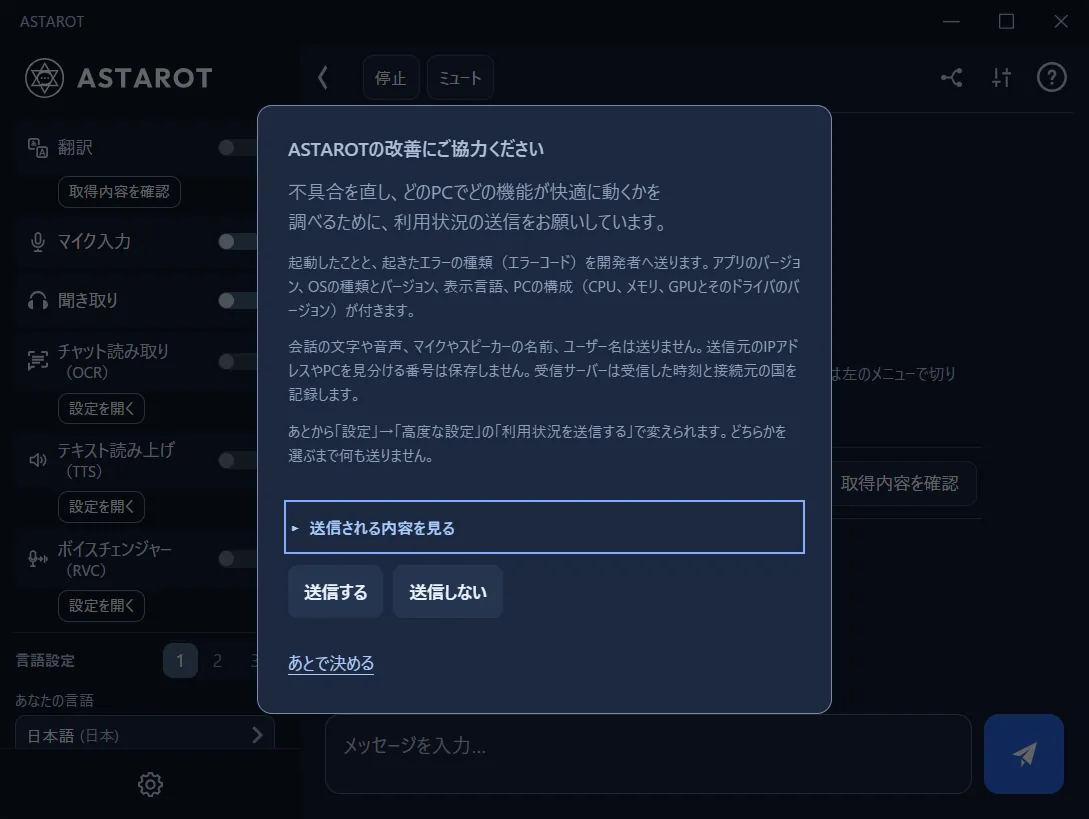 ASTAROT
ASTAROT
停止
ミュート
翻訳
取得内容を確認
マイク入力
聞き取り
チャット読み取り
（OCR）
設定を開く
テキスト読み上げ
（TTS）
設定を開く
ボイスチェンジャー
（RVC）
設定を開く
言語設定
1
2
3
あなたの言語
日本語 (日本)
ASTAROTの改善にご協力ください
不具合を直し、どのPCでどの機能が快適に動くかを
調べるために、利用状況の送信をお願いしています。
起動したことと、起きたエラーの種類（エラーコード）を開発者へ送ります。アプリのバージョ
ン、OSの種類とバージョン、表示言語、PCの構成（CPU、メモリ、GPUとそのドライバのバ
ージョン）が付きます。
会話の文字や音声、マイクやスピーカーの名前、ユーザー名は送りません。送信元のIPアド
レスやPCを見分ける番号は保存しません。受信サーバーは受信した時刻と接続元の国を
記録します。
あとから「設定」→「高度な設定」の「利用状況を送信する」で変えられます。どちらかを
選ぶまで何も送りません。
▸ 送信される内容を見る
送信する
送信しない
あとで決める
は左のメニューで切り
取得内容を確認
メッセージを入力...